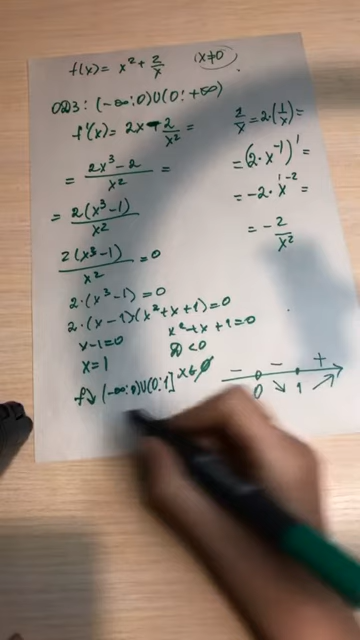 f(x) = x² + 2/x x≠0
ОДЗ: (-∞;0)U(0;+∞)
f'(x) = 2x - 2/x² =
= (2x³ - 2)/x² =
= 2(x³ - 1)/x²
2(x³ - 1)/x² = 0
2·(x³ - 1) = 0
2·(x - 1)(x² + x + 1) = 0
x - 1 = 0 x² + x + 1 = 0
x = 1 D < 0
x ∈ ∅
f↘ (-∞;0)U(0;1]
2/x = 2·(1/x) =
= (2·x⁻¹)' =
= -2·x⁻² =
= -2/x²
- - +
0 ↘ 1 ↗